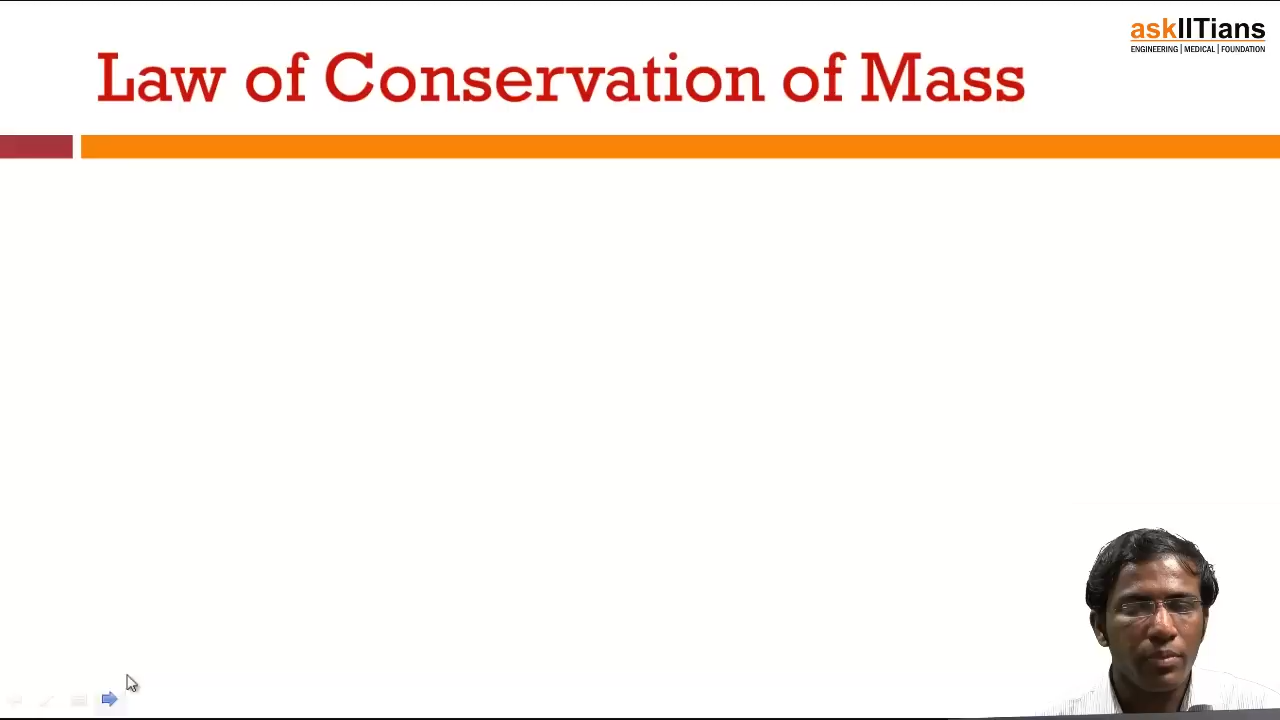 askIITians
ENGINEERING | MEDICAL | FOUNDATION
Law of Conservation of Mass